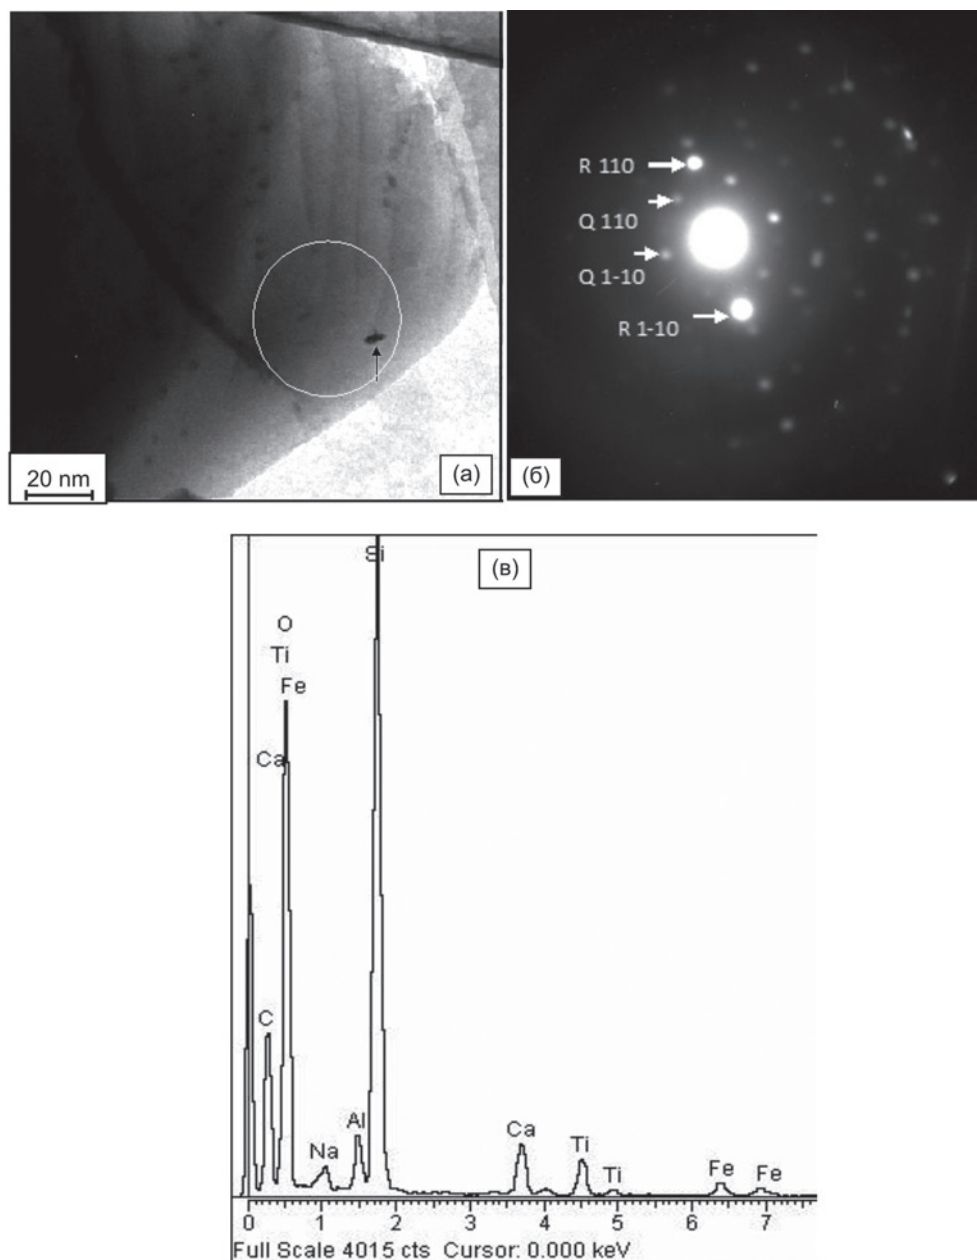 20 nm
(а)
R 110
Q 110
Q 1-10
R 1-10
(б)
(в)
Si
O
Ti
Fe
Ca
C
Na
Al
Ca
Ti
Ti
Fe
Fe
0 1 2 3 4 5 6 7
Full Scale 4015 cts Cursor: 0.000 keV